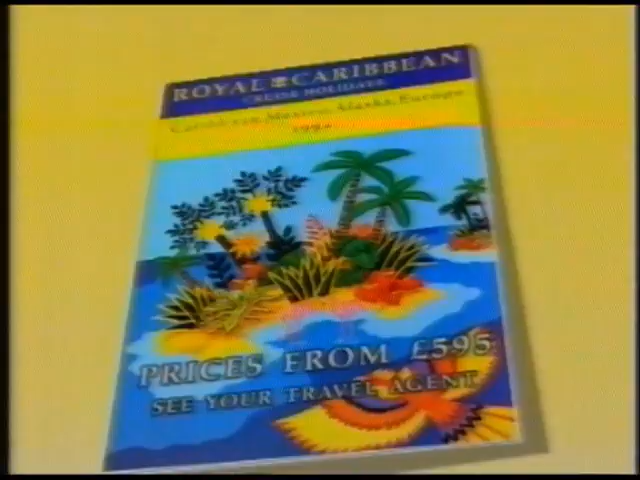 ROYAL CARIBBEAN
CRUISE HOLIDAYS
Caribbean, Mexico, Alaska, Europe
PRICES FROM £595
SEE YOUR TRAVEL AGENT